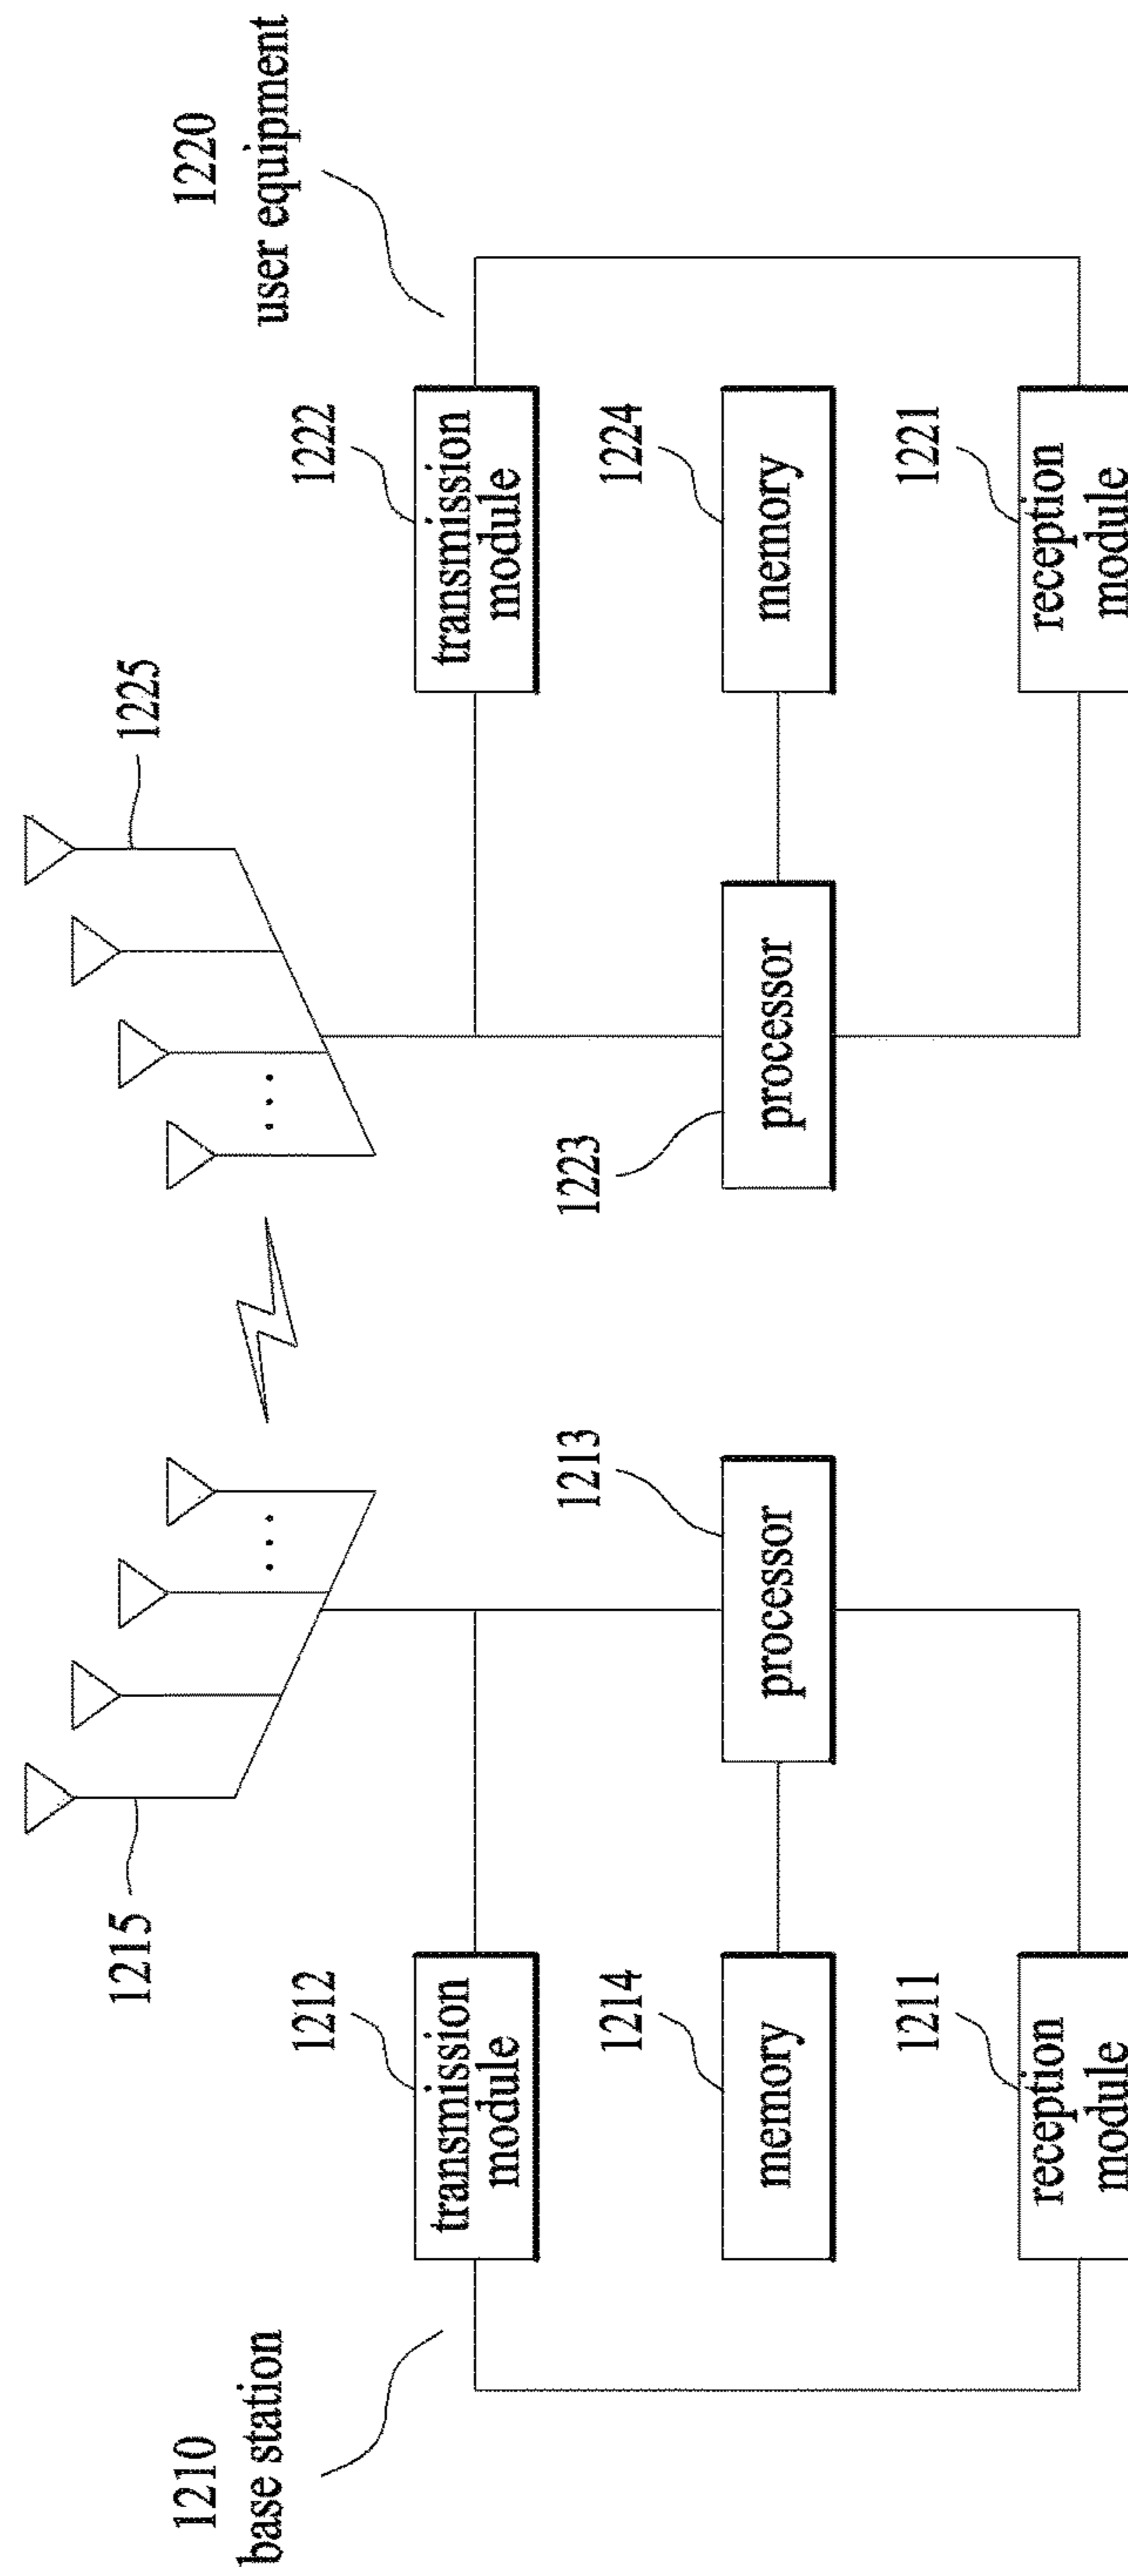 1210
base station
1215
1212
transmission
module
1214
memory
1211
reception
module
1213
processor
1220
user equipment
1225
1222
transmission
module
1223
processor
1224
memory
1221
reception
module